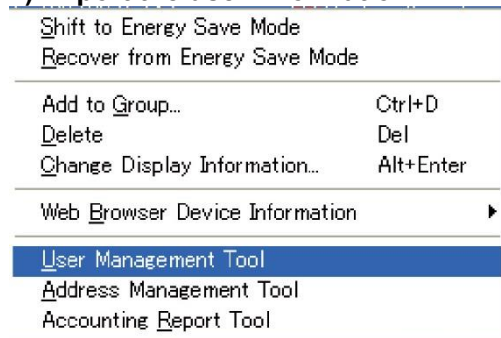 Shift to Energy Save Mode
Recover from Energy Save Mode
Add to Group... Ctrl+D
Delete Del
Change Display Information... Alt+Enter
Web Browser Device Information
User Management Tool
Address Management Tool
Accounting Report Tool